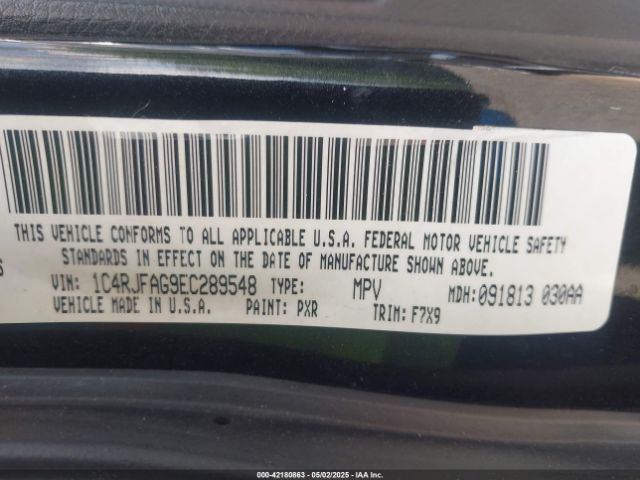 THIS VEHICLE CONFORMS TO ALL APPLICABLE U.S.A. FEDERAL MOTOR VEHICLE SAFETY
STANDARDS IN EFFECT ON THE DATE OF MANUFACTURE SHOWN ABOVE.
VIN: 1C4RJFAG9EC289548 TYPE: MPV MDH:091813 030AA
VEHICLE MADE IN U.S.A. PAINT: PXR TRIM: F7X9
000-42180863 - 05/02/2025 - IAA Corp.